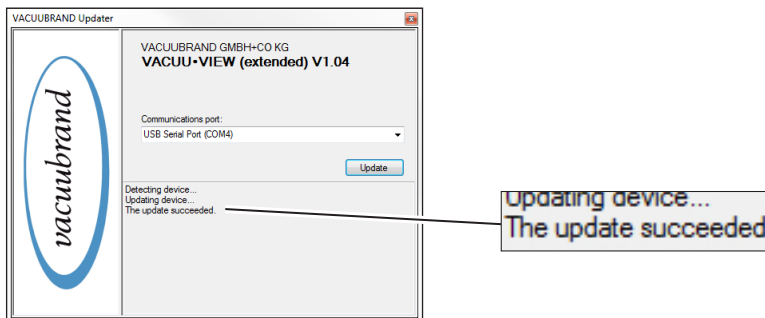 VACUUBRAND Updater
VACUUBRAND GMBH+CO KG
VACUU•VIEW (extended) V1.04
Communications port:
USB Serial Port (COM4)
Update
vacuubrand
Detecting device...
Updating device...
The update succeeded.
Updating device...
The update succeeded